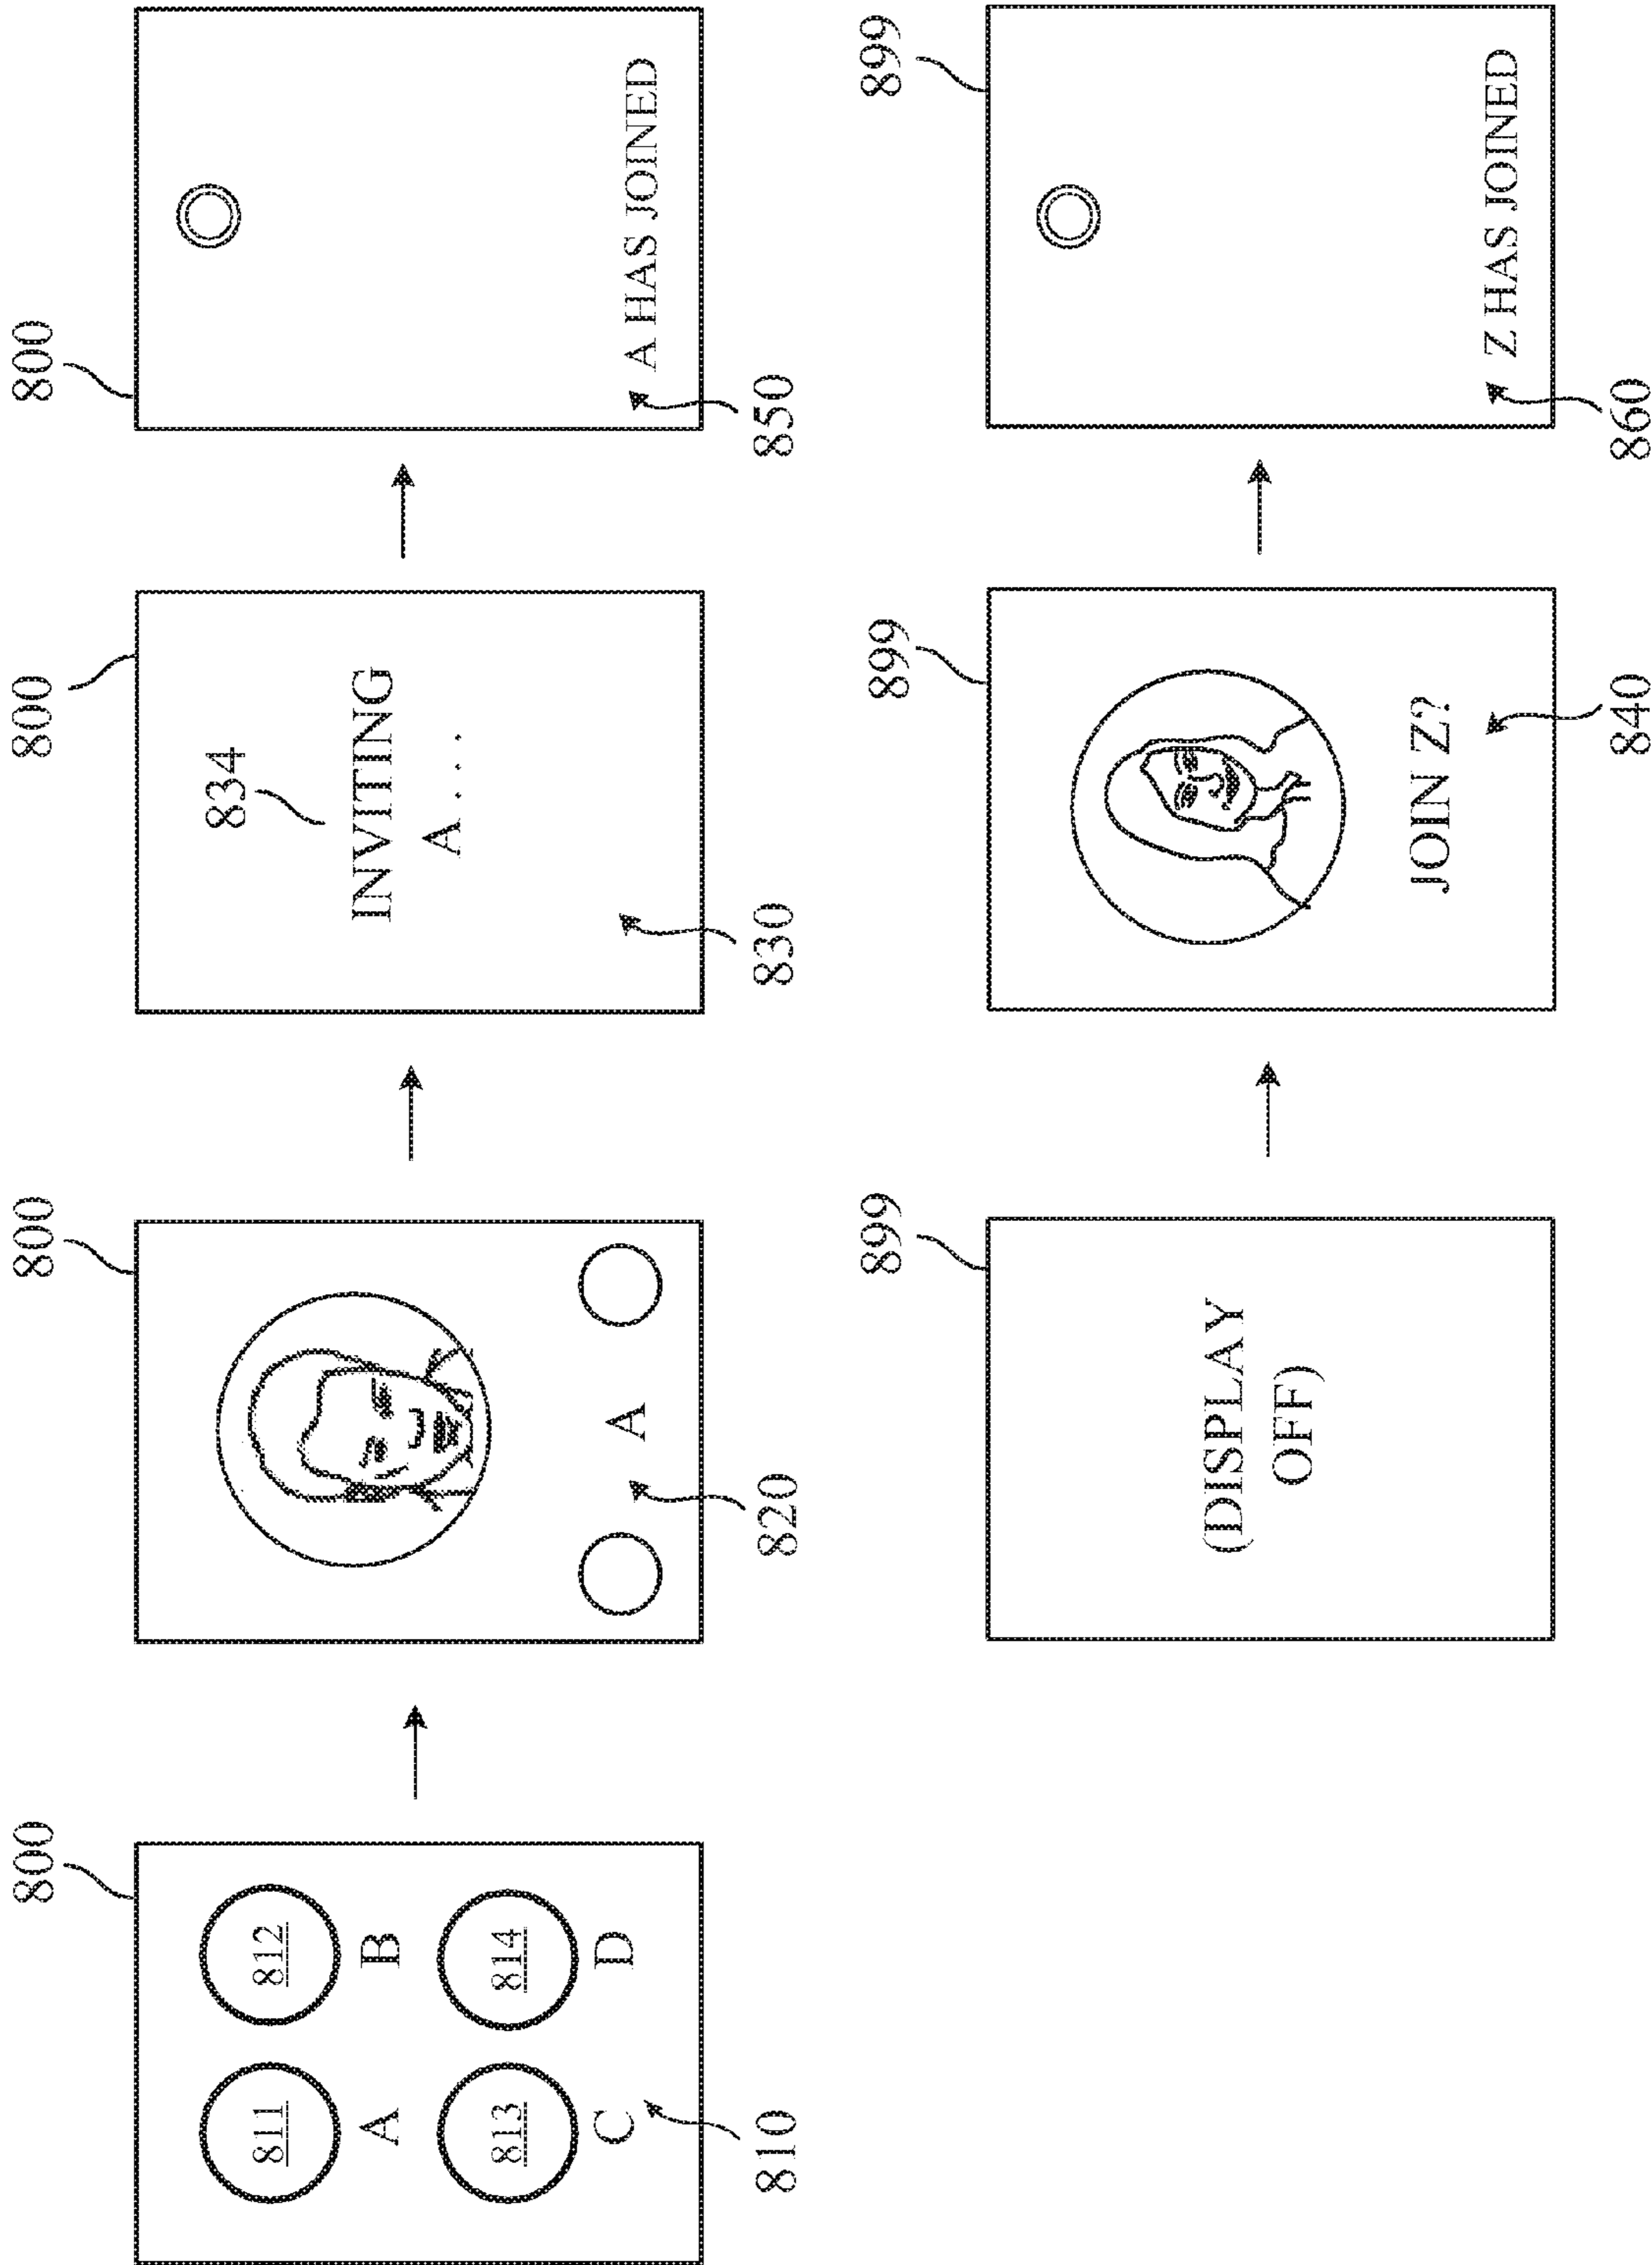 800
811
812
A
B
813
814
C
D
810
800
A
820
800
834
INVITING
A . . . .
830
800
A HAS JOINED
850
899
(DISPLAY
OFF)
899
JOIN Z?
840
899
Z HAS JOINED
860